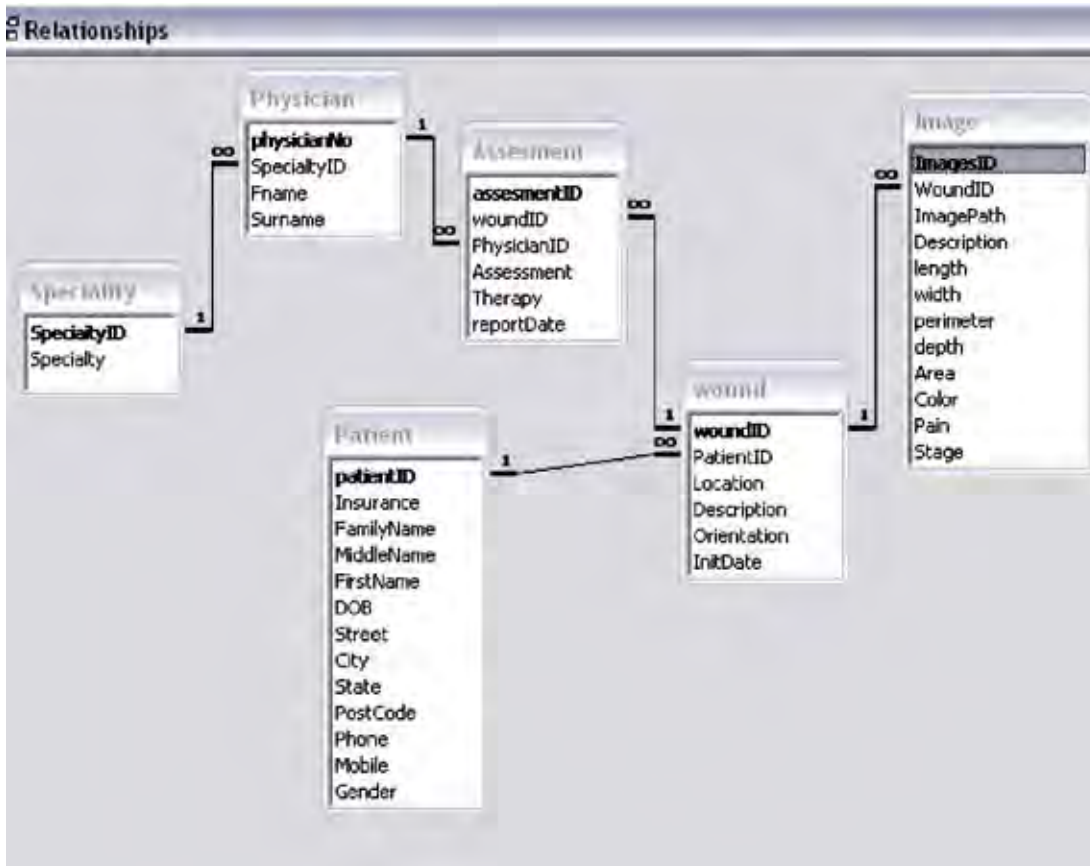 Relationships
Physician
physicianNo
SpecialtyID
Fname
Surname
Assesment
assesmentID
woundID
PhysicianID
Assessment
Therapy
reportDate
Image
ImagesID
WoundID
ImagePath
Description
length
width
perimeter
depth
Area
Color
Pain
Stage
Speciality
SpecialtyID
Specialty
Patient
patientID
Insurance
FamilyName
MiddleName
FirstName
DOB
Street
City
State
PostCode
Phone
Mobile
Gender
wound
woundID
PatientID
Location
Description
Orientation
InitDate
1
∞
1
∞
∞
1
1
∞
1
∞